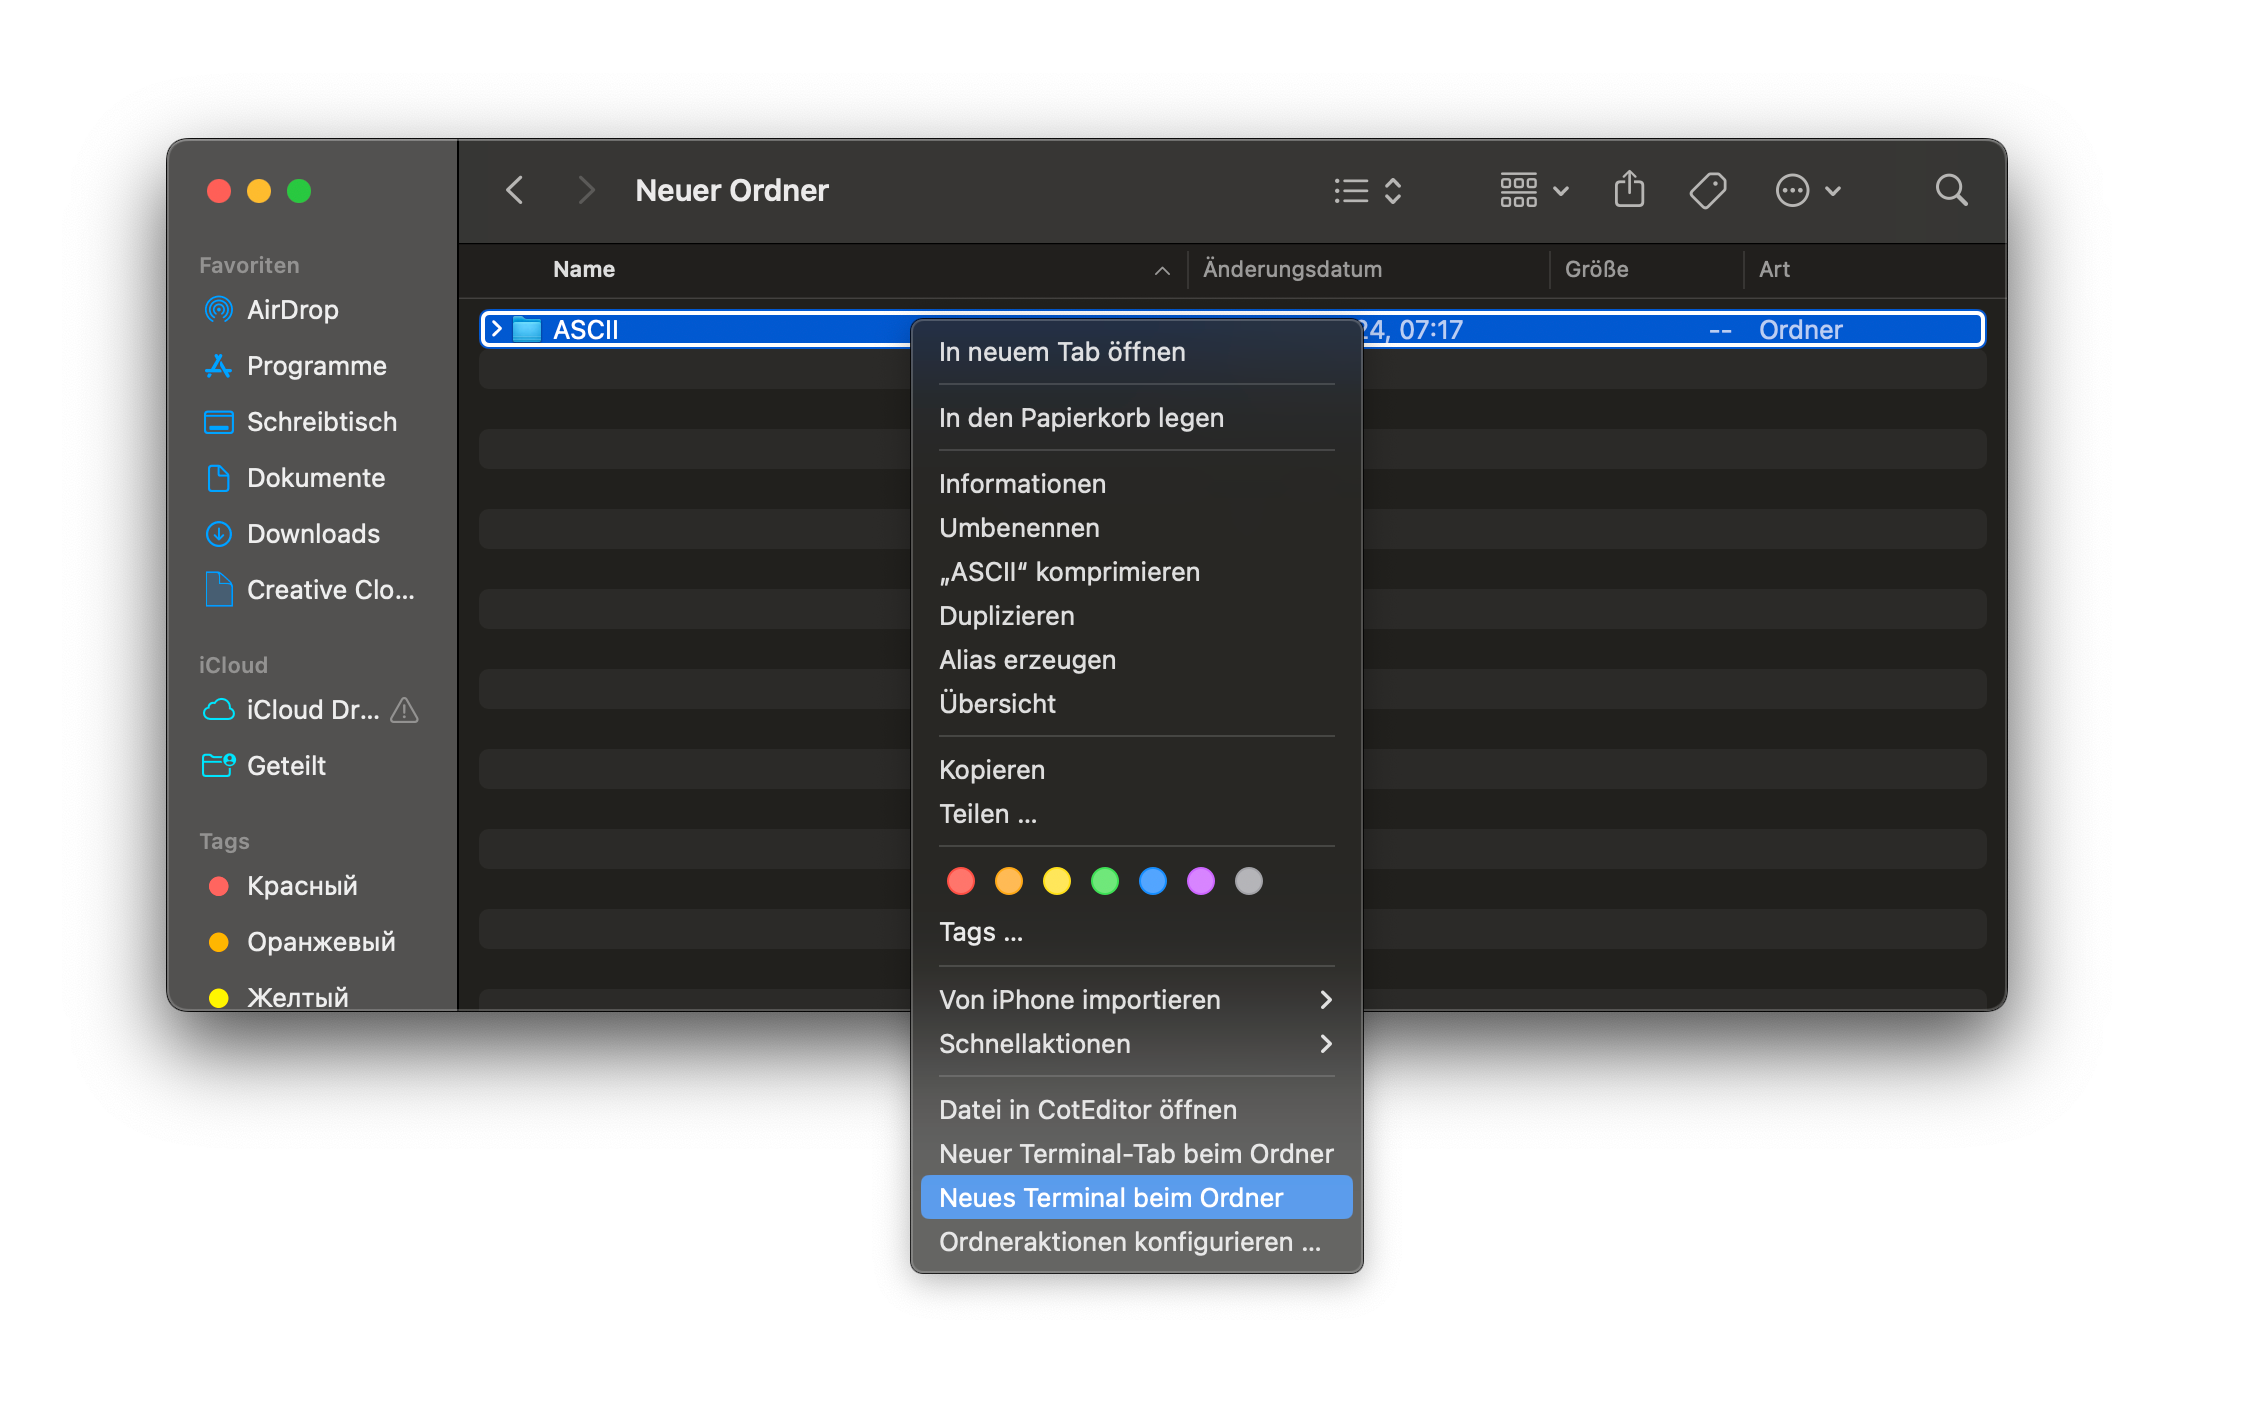 Neuer Ordner
Favoriten
AirDrop
Programme
Schreibtisch
Dokumente
Downloads
Creative Clo...
iCloud
iCloud Dr...
Geteilt
Tags
Красный
Оранжевый
Желтый
Name Änderungsdatum Größe Art
ASCII 24, 07:17 -- Ordner
In neuem Tab öffnen
In den Papierkorb legen
Informationen
Umbenennen
„ASCII“ komprimieren
Duplizieren
Alias erzeugen
Übersicht
Kopieren
Teilen ...
Tags ...
Von iPhone importieren
Schnellaktionen
Datei in CotEditor öffnen
Neuer Terminal-Tab beim Ordner
Neues Terminal beim Ordner
Ordneraktionen konfigurieren ...